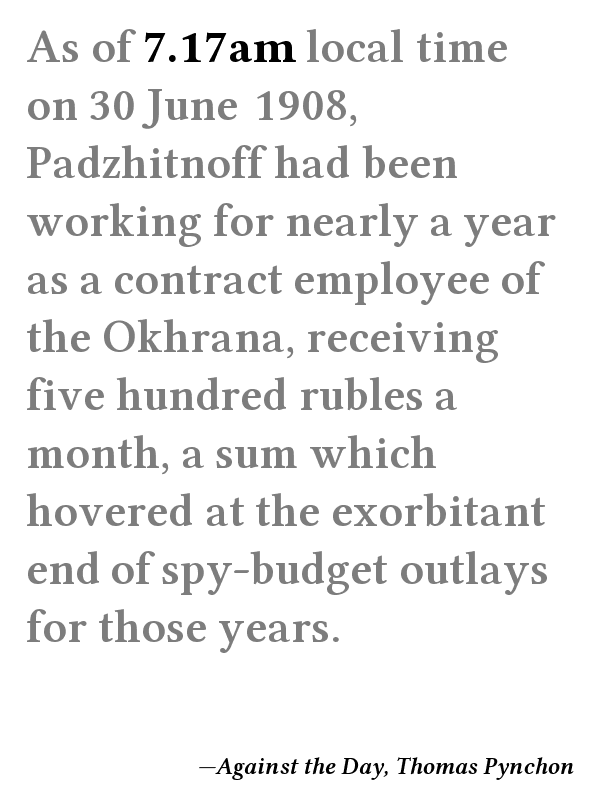 As of 7.17am local time
on 30 June 1908,
Padzhitnoff had been
working for nearly a year
as a contract employee of
the Okhrana, receiving
five hundred rubles a
month, a sum which
hovered at the exorbitant
end of spy-budget outlays
for those years.
—Against the Day, Thomas Pynchon